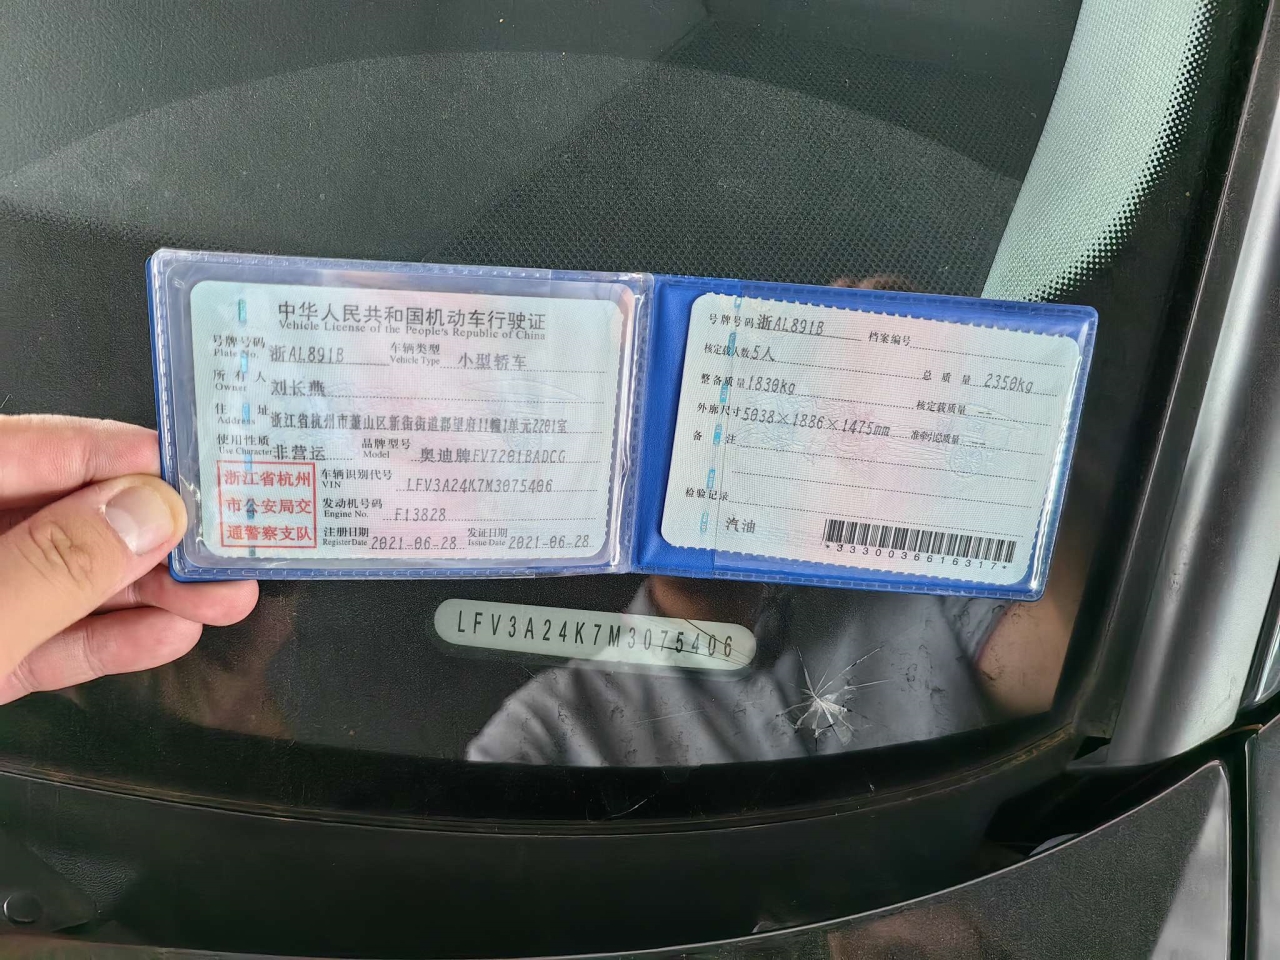 中华人民共和国机动车行驶证
Vehicle License of the People's Republic of China
号牌号码 浙AL891B 车辆类型 小型轿车
Plate No. Vehicle Type
所有人 刘长燕
Owner
住址 浙江省杭州市萧山区新街街道郡望府11幢1单元2201室
Address
使用性质 非营运 品牌型号 奥迪牌FV7201BADCG
Use Character Model
浙江省杭州
市公安局交
通警察支队
车辆识别代号 LFV3A24K7M3075406
VIN
发动机号码 F13828
Engine No.
注册日期 2021-06-28 发证日期 2021-06-28
Register Date Issue Date
号牌号码 浙AL891B 档案编号
核定载人数 5人 总质量 2350kg
整备质量 1830kg 核定载质量 --
外廓尺寸 5038×1886×1475mm 准牵引总质量 --
备注
检验记录
汽油
*3330036616317*
LFV3A24K7M3075406